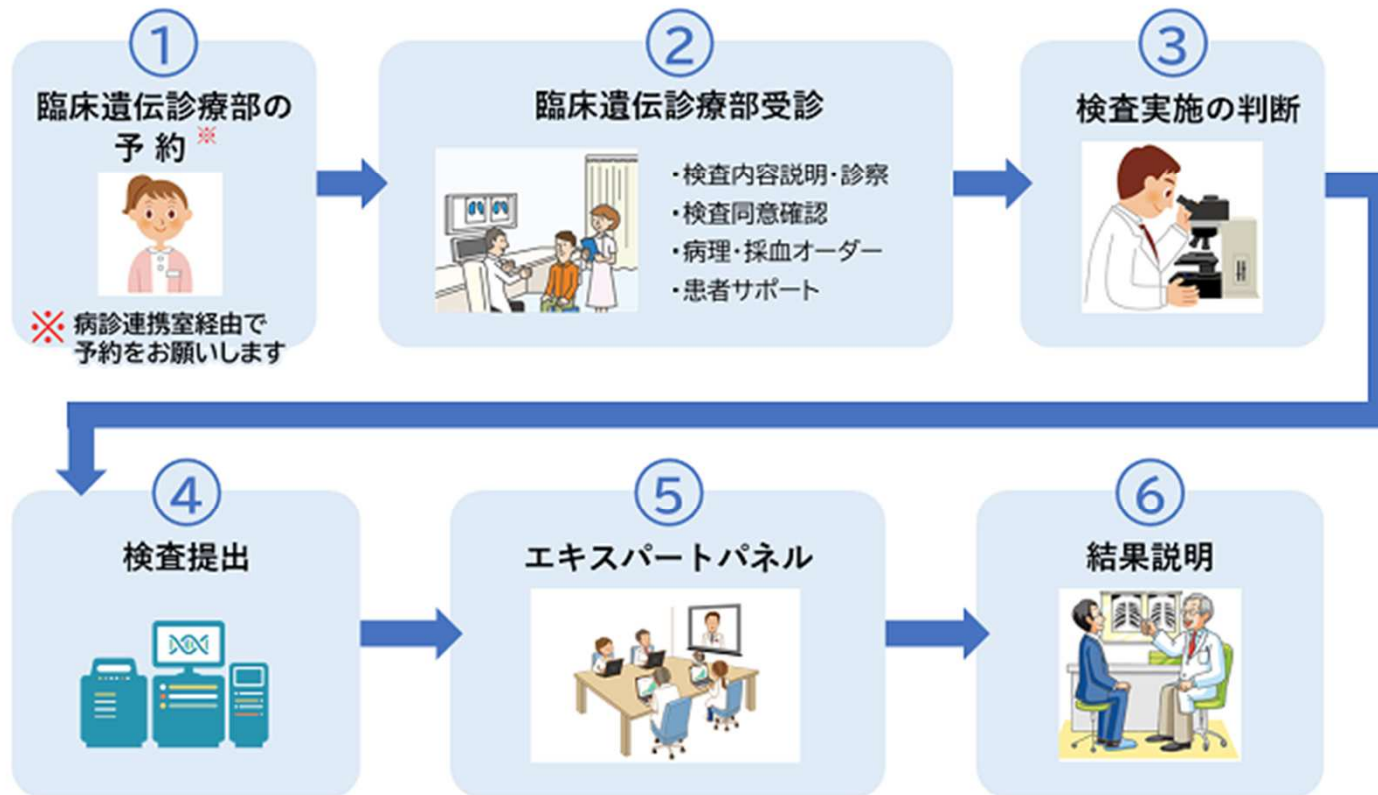 ①
臨床遺伝診療部の
予 約 ※
※ 病診連携室経由で
予約をお願いします
②
臨床遺伝診療部受診
・検査内容説明・診察
・検査同意確認
・病理・採血オーダー
・患者サポート
③
検査実施の判断
④
検査提出
⑤
エキスパートパネル
⑥
結果説明